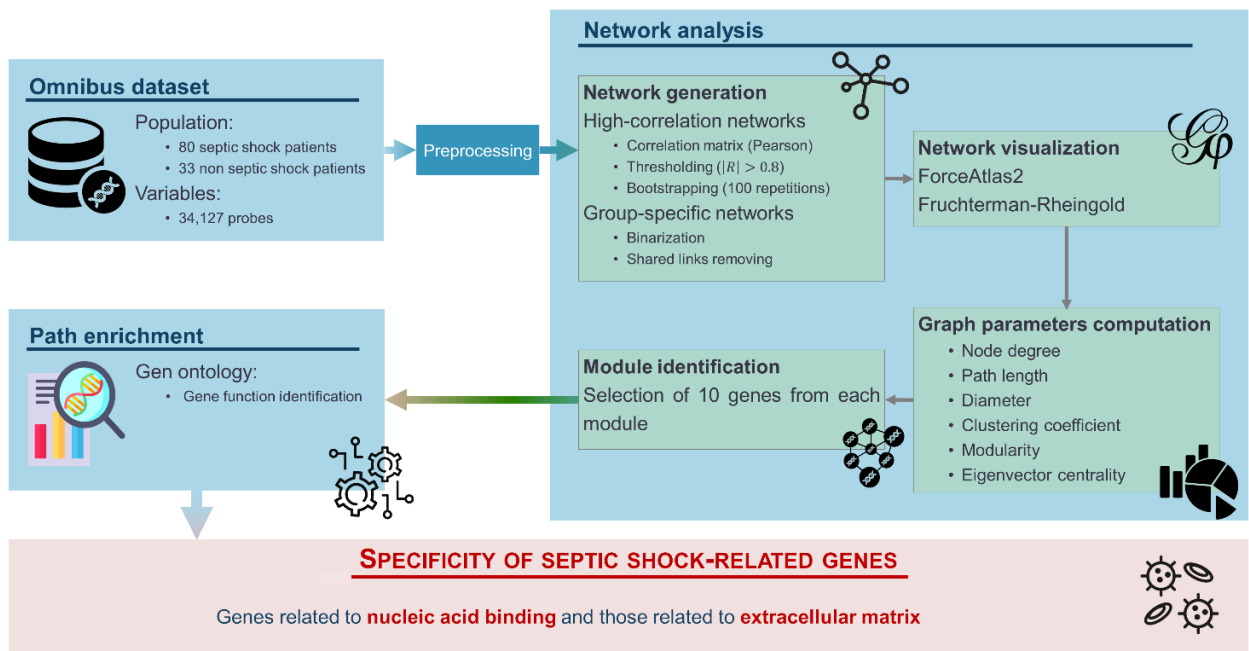 Omnibus dataset
Population:
• 80 septic shock patients
• 33 non septic shock patients
Variables:
• 34,127 probes
Preprocessing
Network analysis
Network generation
High-correlation networks
• Correlation matrix (Pearson)
• Thresholding (|R| > 0.8)
• Bootstrapping (100 repetitions)
Group-specific networks
• Binarization
• Shared links removing
Network visualization
ForceAtlas2
Fruchterman-Rheingold
Graph parameters computation
• Node degree
• Path length
• Diameter
• Clustering coefficient
• Modularity
• Eigenvector centrality
Module identification
Selection of 10 genes from each
module
Path enrichment
Gen ontology:
• Gene function identification
SPECIFICITY OF SEPTIC SHOCK-RELATED GENES
Genes related to nucleic acid binding and those related to extracellular matrix